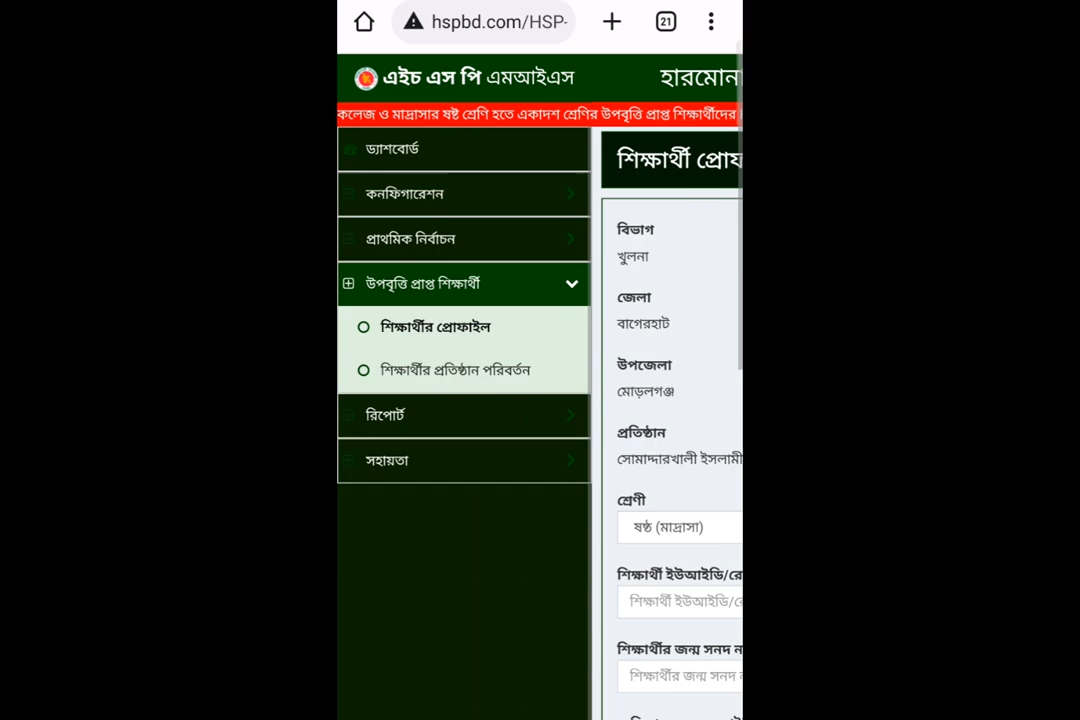 hspbd.com/HSP-
21
এইচ এস পি এমআইএস
হারমোন
কলেজ ও মাদ্রাসার ষষ্ট শ্রেণি হতে একাদশ শ্রেণির উপবৃত্তি প্রাপ্ত শিক্ষার্থীদের
ড্যাশবোর্ড
কনফিগারেশন
প্রাথমিক নির্বাচন
উপবৃত্তি প্রাপ্ত শিক্ষার্থী
শিক্ষার্থীর প্রোফাইল
শিক্ষার্থীর প্রতিষ্ঠান পরিবর্তন
রিপোর্ট
সহায়তা
শিক্ষার্থী প্রোফ
বিভাগ
খুলনা
জেলা
বাগেরহাট
উপজেলা
মোড়লগঞ্জ
প্রতিষ্ঠান
সোমাদ্দারখালী ইসলামী
শ্রেণী
ষষ্ঠ (মাদ্রাসা)
শিক্ষার্থী ইউআইডি/রো
শিক্ষার্থী ইউআইডি/রো
শিক্ষার্থীর জন্ম সনদ ন
শিক্ষার্থীর জন্ম সনদ ন